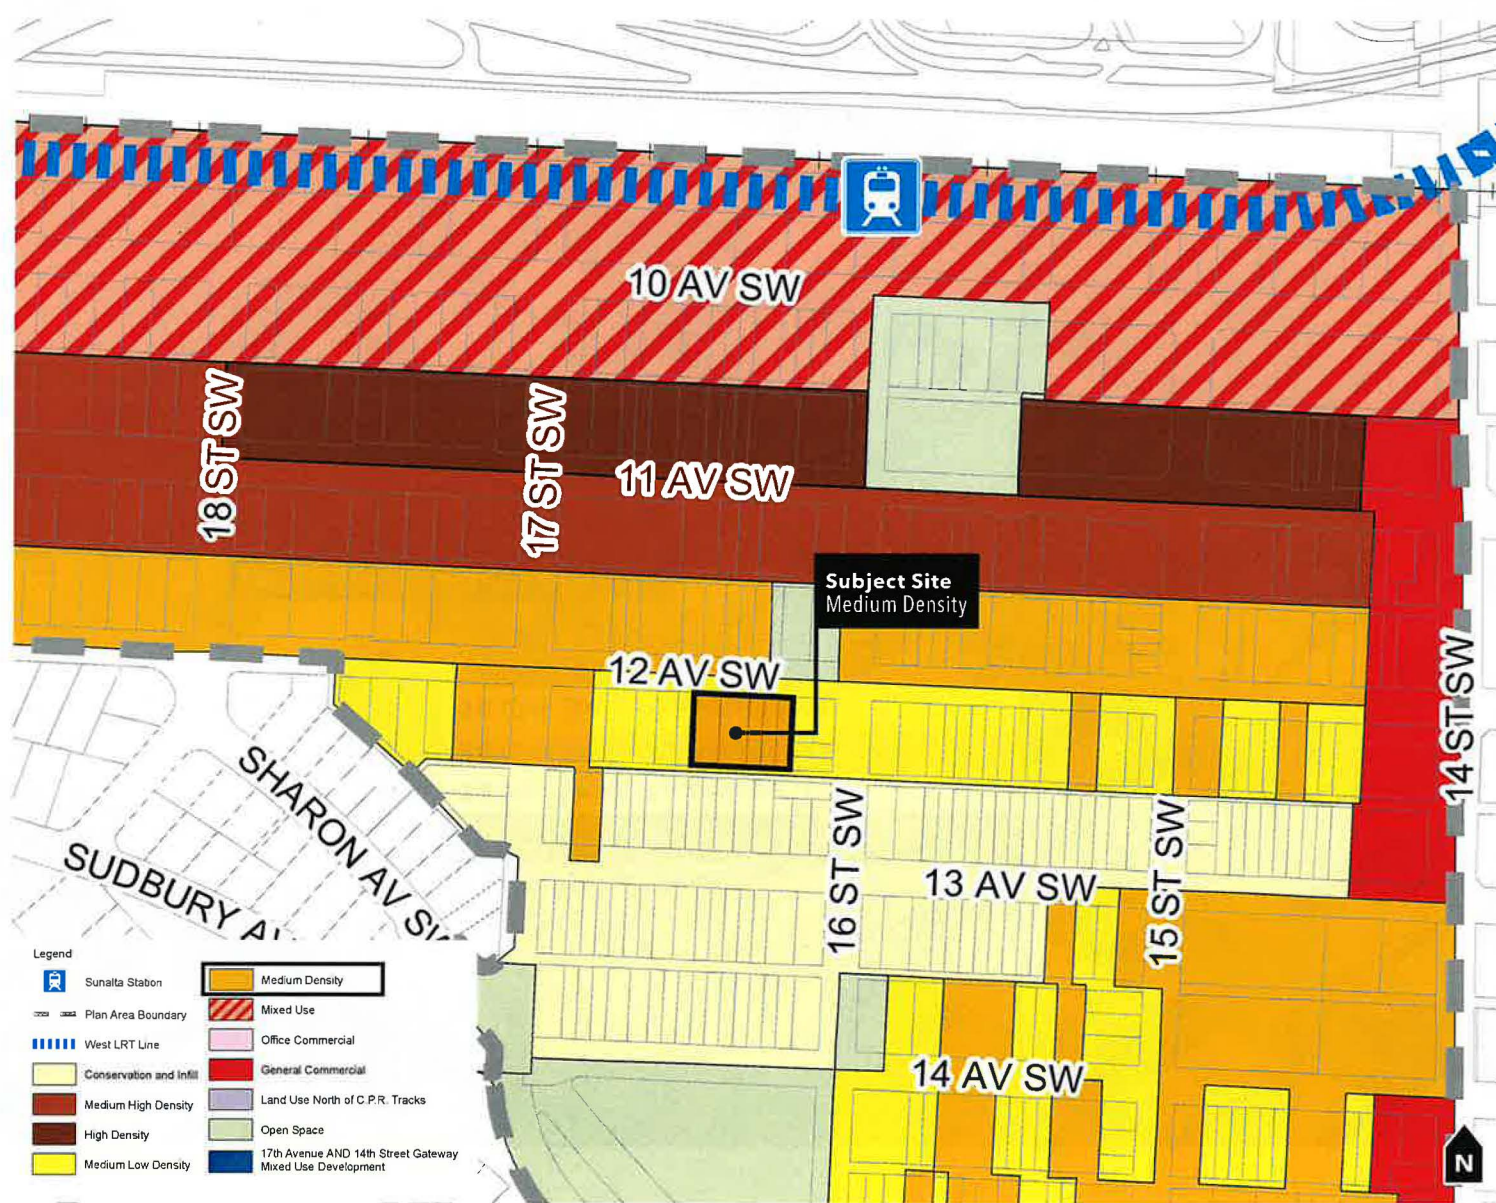 10 AV SW
18 ST SW
17 ST SW
11 AV SW
Subject Site
Medium Density
12 AV SW
14 ST SW
SHARON AV SW
SUDBURY AV
16 ST SW
15 ST SW
13 AV SW
14 AV SW
Legend
Sunalta Station
Plan Area Boundary
West LRT Line
Conservation and Infill
Medium High Density
High Density
Medium Low Density
Medium Density
Mixed Use
Office Commercial
General Commercial
Land Use North of C.P.R. Tracks
Open Space
17th Avenue AND 14th Street Gateway
Mixed Use Development
N